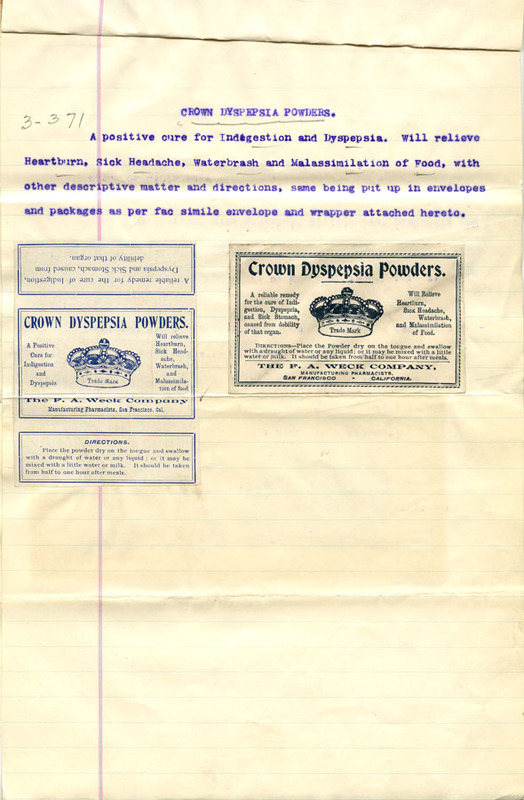 3-371
CROWN DYSPEPSIA POWDERS.
A positive cure for Indigestion and Dyspepsia. Will relieve
Heartburn, Sick Headache, Waterbrash and Malassimilation of Food, with
other descriptive matter and directions, same being put up in envelopes
and packages as per fac simile envelope and wrapper attached hereto.
A reliable remedy for the cure of Indigestion,
Dyspepsia and Sick Stomach, caused from
debility of that organ.
CROWN DYSPEPSIA POWDERS.
A Positive
Cure for
Indigestion
and
Dyspepsia
Trade Mark
Will relieve
Heartburn,
Sick Head-
ache,
Waterbrash,
and
Malassimila-
tion of food
The F. A. Weck Company
Manufacturing Pharmacists, San Francisco, Cal.
DIRECTIONS.
Place the powder dry on the tongue and swallow
with a draught of water or any liquid; or it may be
mixed with a little water or milk. It should be taken
from half to one hour after meals.
Crown Dyspepsia Powders.
A reliable remedy
for the cure of Indi-
gestion, Dyspepsia,
and Sick Stomach,
caused from debility
of that organ.
Trade Mark
Will Relieve
Heartburn,
Sick Headache,
Waterbrash,
and Malassimilation
of Food.
DIRECTIONS—Place the Powder dry on the tongue and swallow
with a draught of water or any liquid; or it may be mixed with a little
water or milk. It should be taken from half to one hour after meals.
THE F. A. WECK COMPANY,
MANUFACTURING PHARMACISTS,
SAN FRANCISCO - CALIFORNIA.